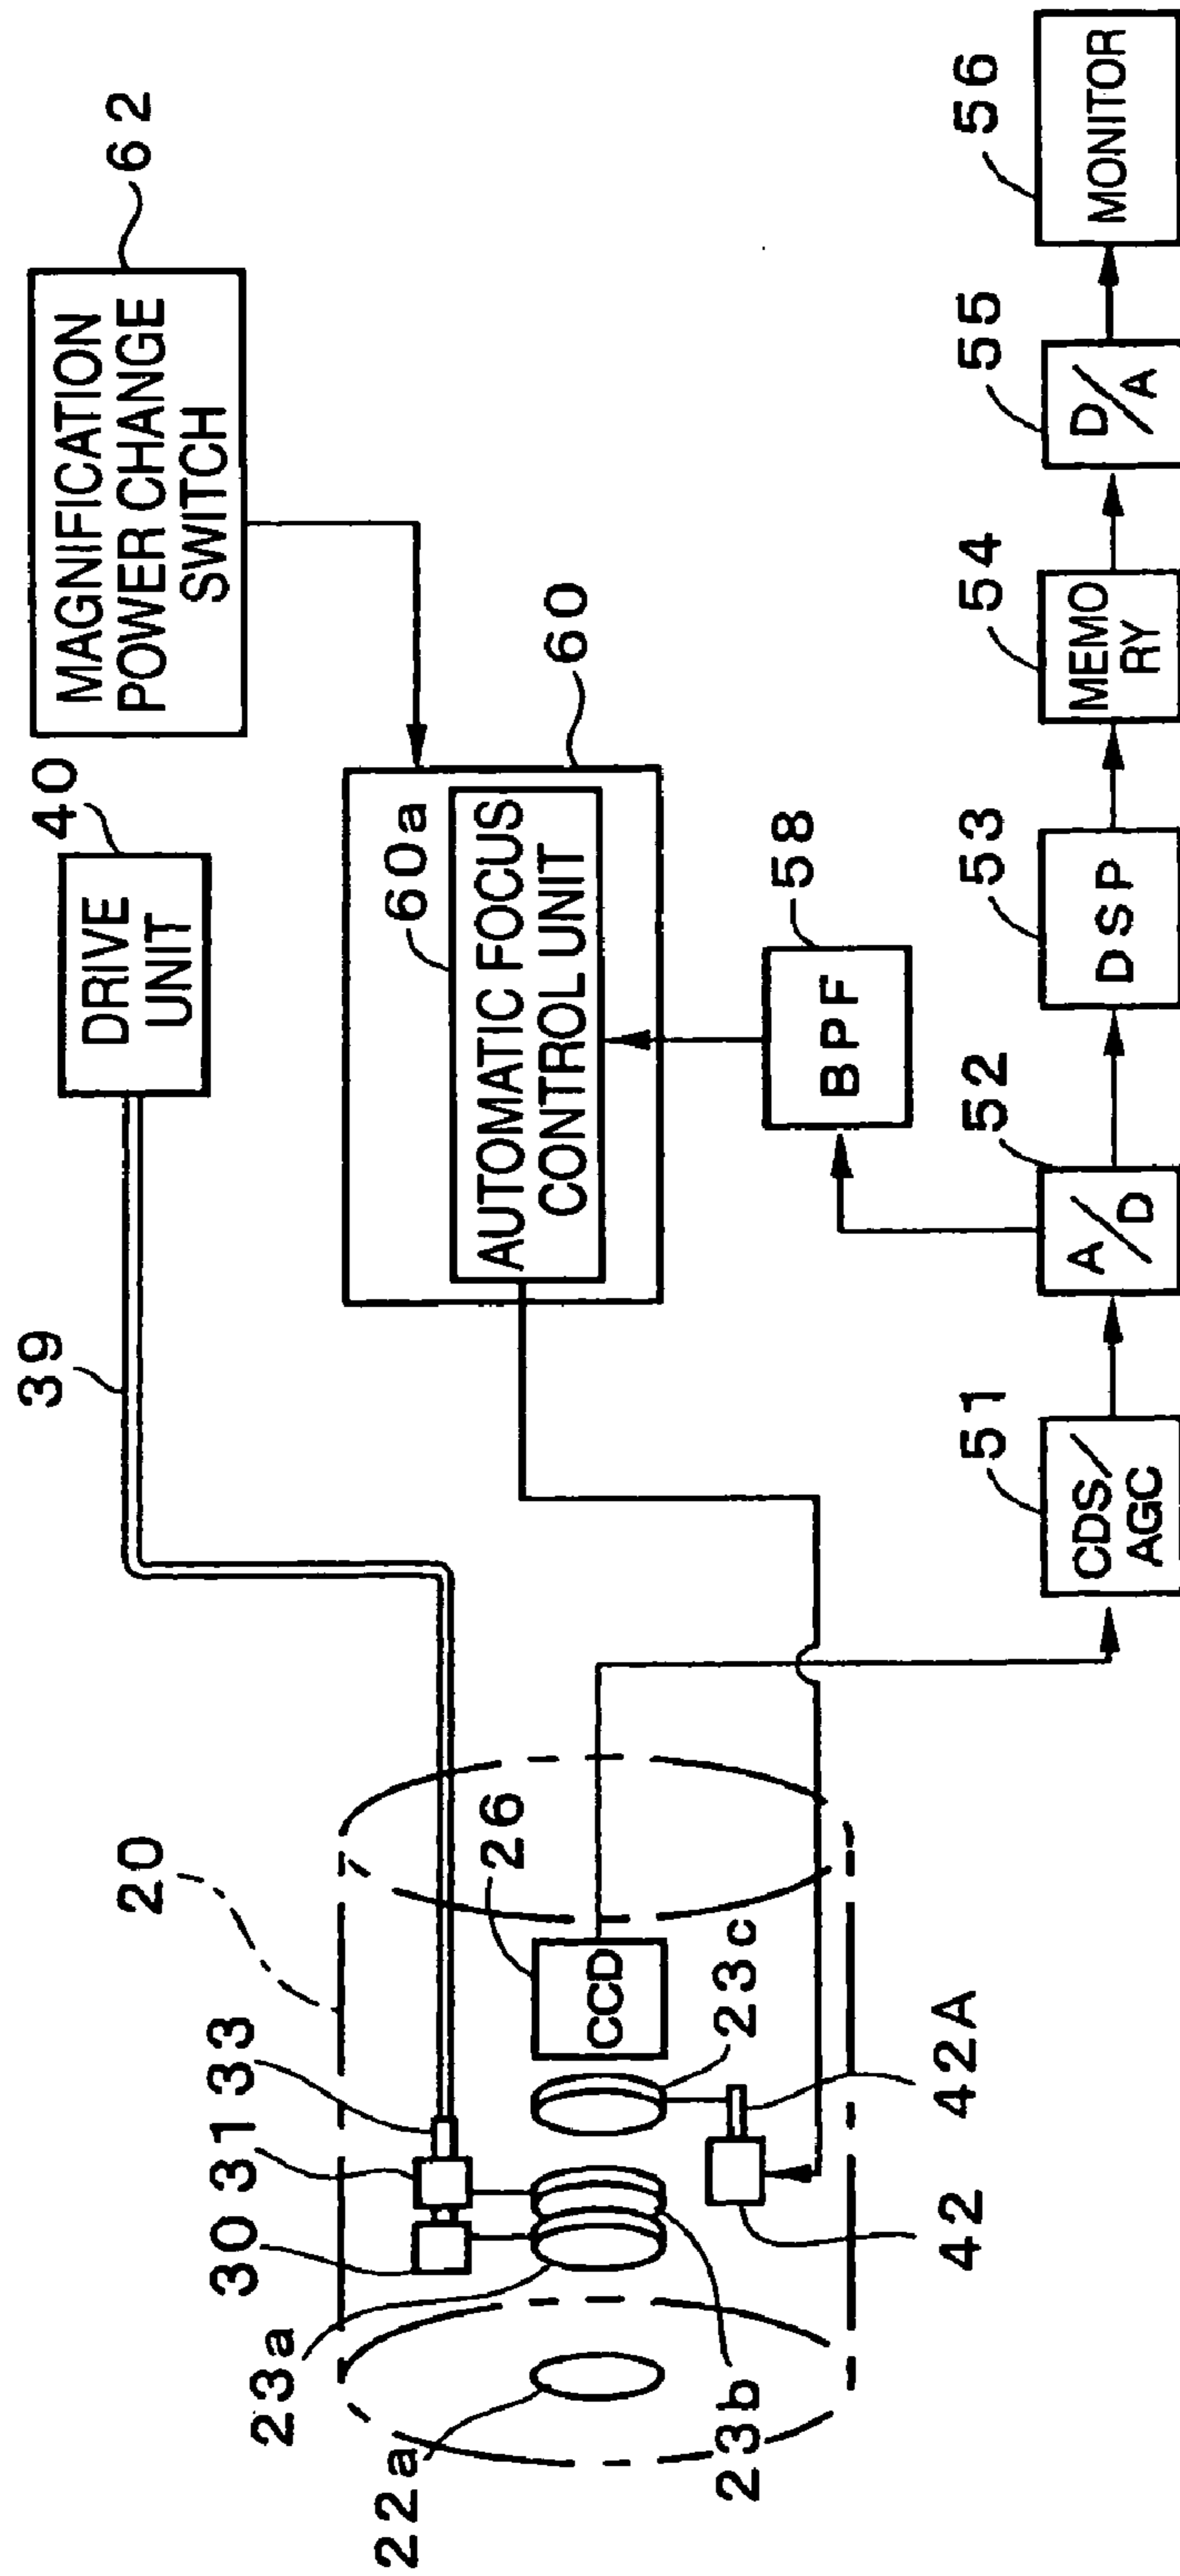 MAGNIFICATION
POWER CHANGE
SWITCH
62
40
DRIVE
UNIT
39
60
60a
AUTOMATIC FOCUS
CONTROL UNIT
58
BPF
20
33
31
30
23a
22a
26
CCD
23c
42A
42
23b
51
CDS/
AGC
52
A/D
53
DSP
54
MEMO
RY
55
D/A
56
MONITOR